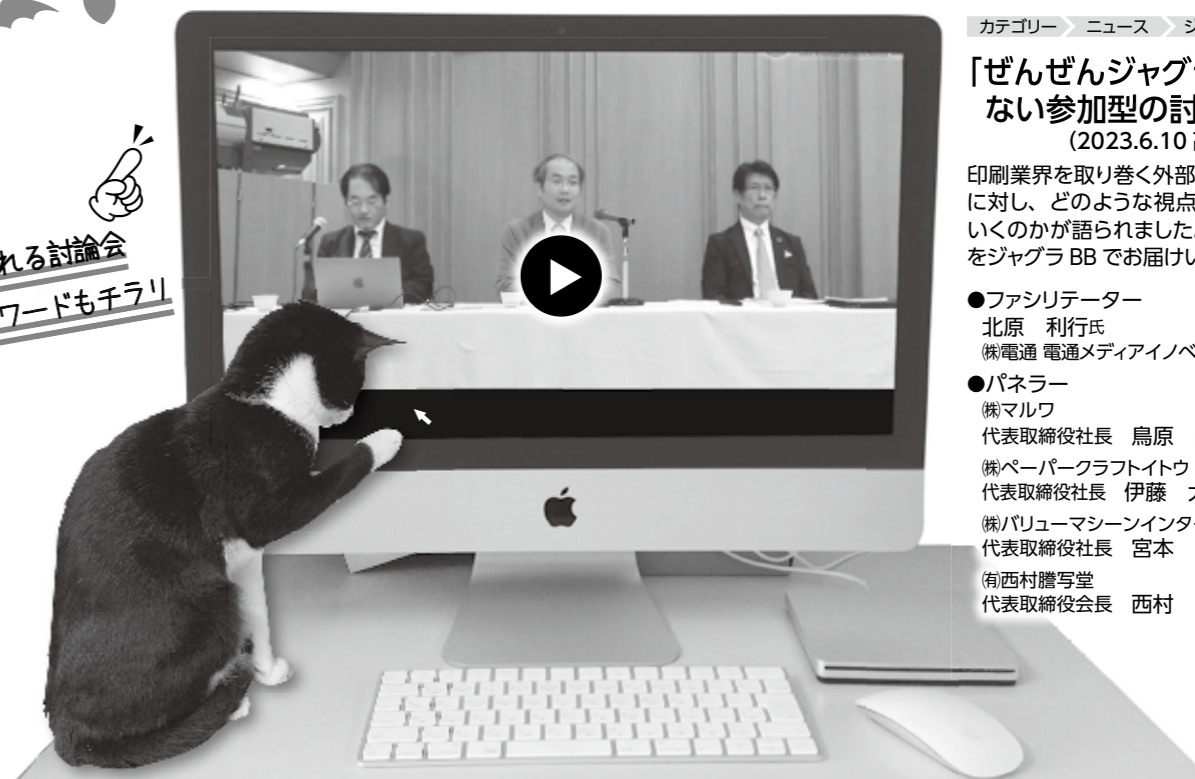 れる討論会
ワードもチラリ
カテゴリー ニュース
「ぜんぜんジャグ
ない参加型の討
（2023.6.10
印刷業界を取り巻く外部
に対し、どのような視点
いくのかが語られました
をジャグラ BB でお届けい
●ファシリテーター
北原　利行氏
㈱電通 電通メディアイノベ
●パネラー
㈱マルワ
代表取締役社長　鳥原
㈱ペーパークラフトイトウ
代表取締役社長　伊藤
㈱バリューマシーンインター
代表取締役社長　宮本
㈲西村謄写堂
代表取締役会長　西村